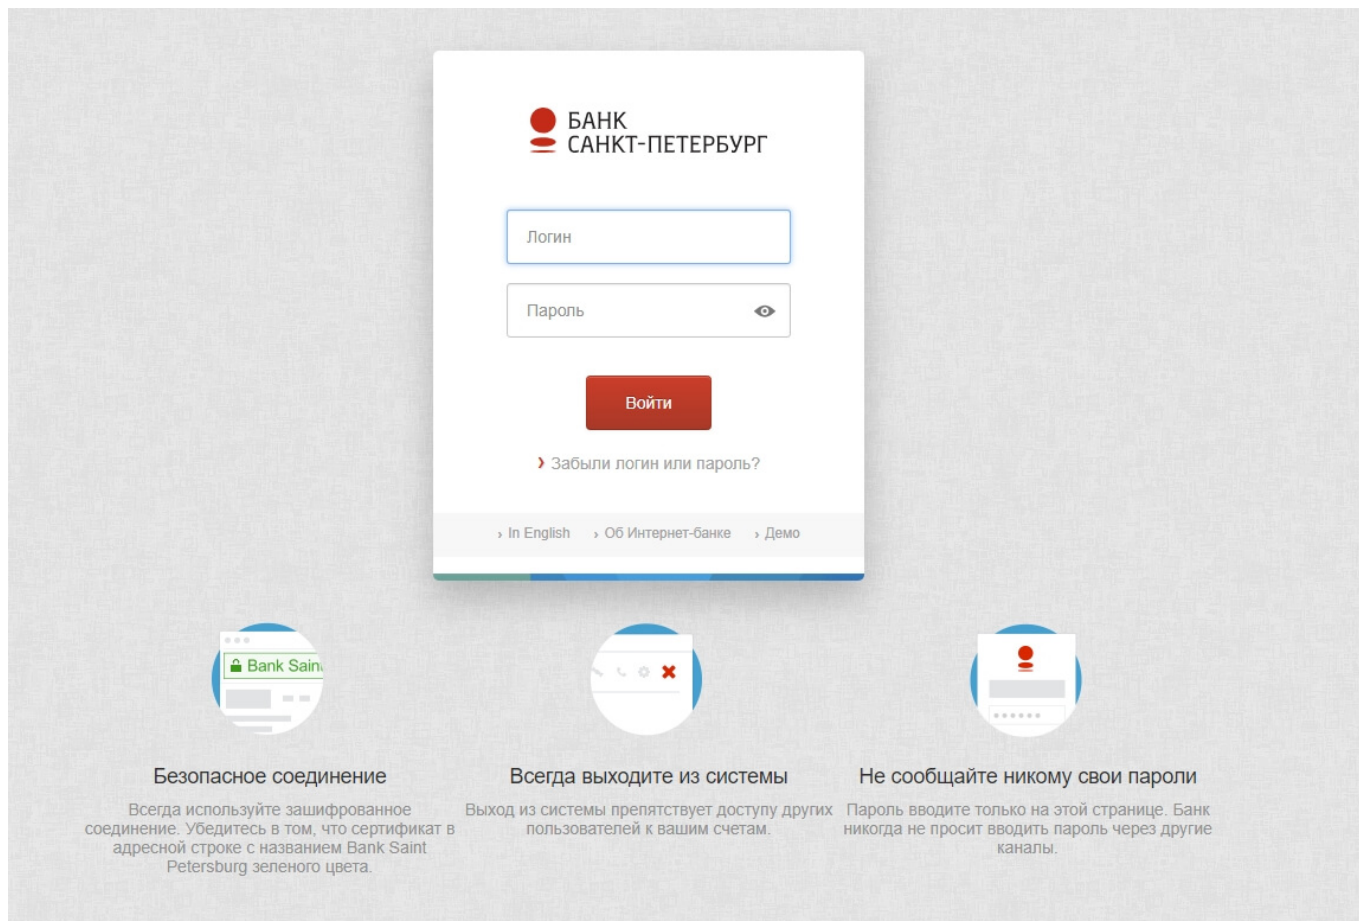 БАНК
САНКТ-ПЕТЕРБУРГ
Логин
Пароль
Войти
› Забыли логин или пароль?
› In English › Об Интернет-банке › Демо
Bank Sain
Безопасное соединение
Всегда используйте зашифрованное
соединение. Убедитесь в том, что сертификат в
адресной строке с названием Bank Saint
Petersburg зеленого цвета.
Всегда выходите из системы
Выход из системы препятствует доступу других
пользователей к вашим счетам.
Не сообщайте никому свои пароли
Пароль вводите только на этой странице. Банк
никогда не просит вводить пароль через другие
каналы.